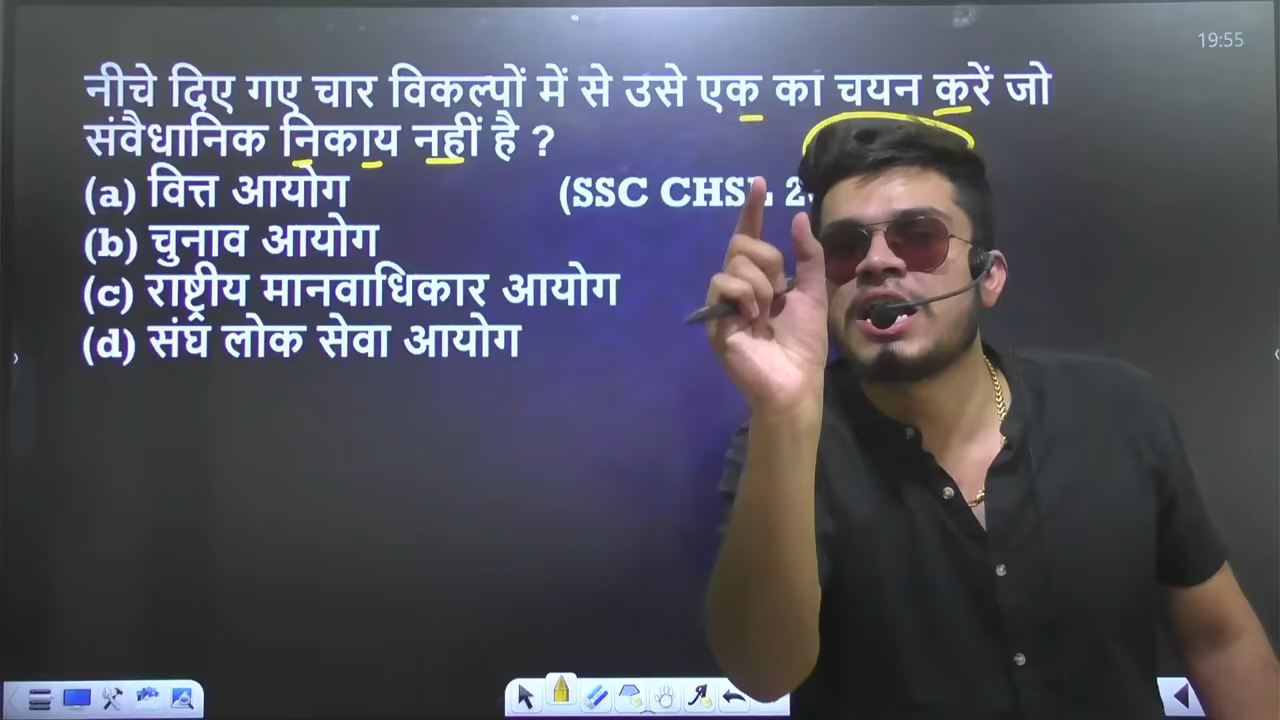 19:55
नीचे दिए गए चार विकल्पों में से उसे एक का चयन करें जो
संवैधानिक निकाय नहीं है ?
(a) वित्त आयोग (SSC CHSL
(b) चुनाव आयोग
(c) राष्ट्रीय मानवाधिकार आयोग
(d) संघ लोक सेवा आयोग